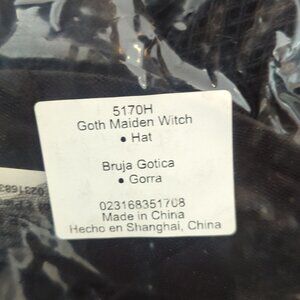 5170H
Goth Maiden Witch
• Hat
Bruja Gotica
• Gorra
023168351708
Made in China
Hecho en Shanghai, China